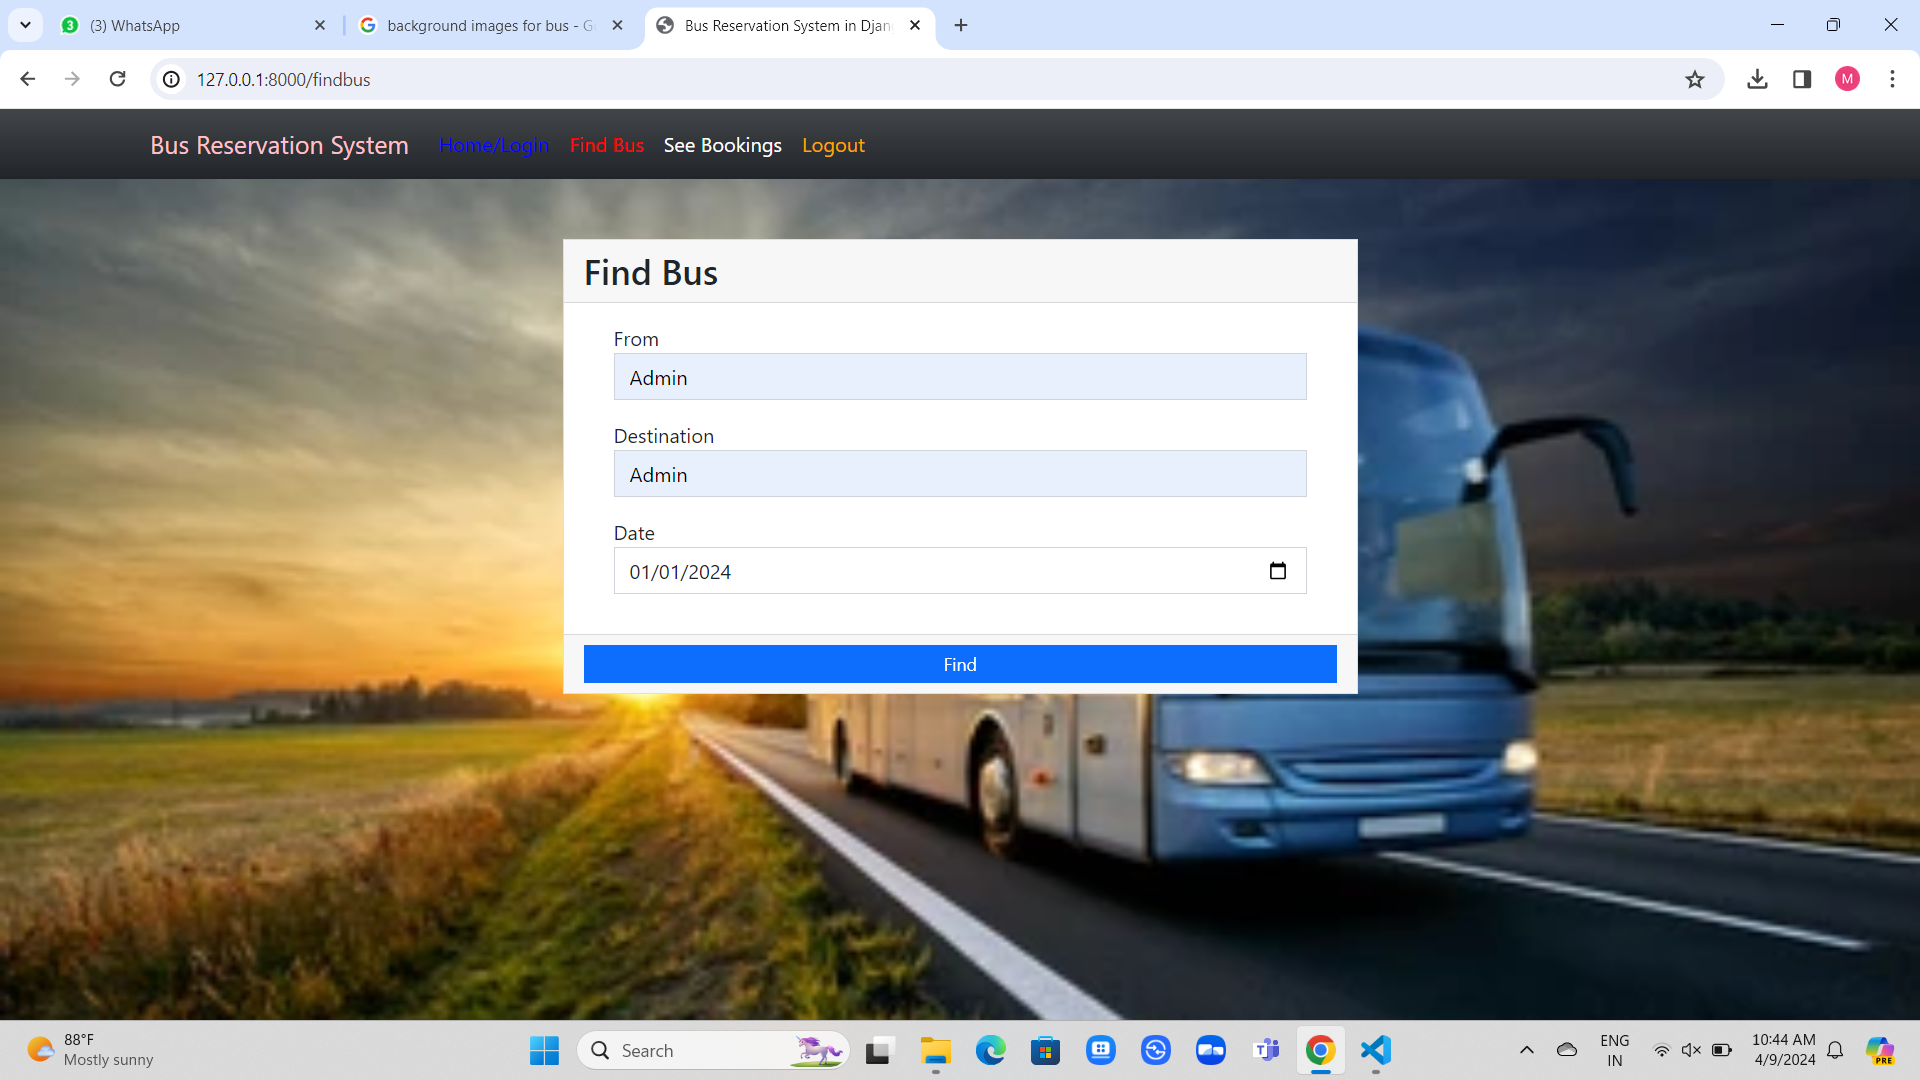 (3) WhatsApp
background images for bus - G
Bus Reservation System in Djan
127.0.0.1:8000/findbus
M
Bus Reservation System Home/Login Find Bus See Bookings Logout
Find Bus
From
Admin
Destination
Admin
Date
01/01/2024
Find
88°F
Mostly sunny
Search
ENG
IN
10:44 AM
4/9/2024
PRE